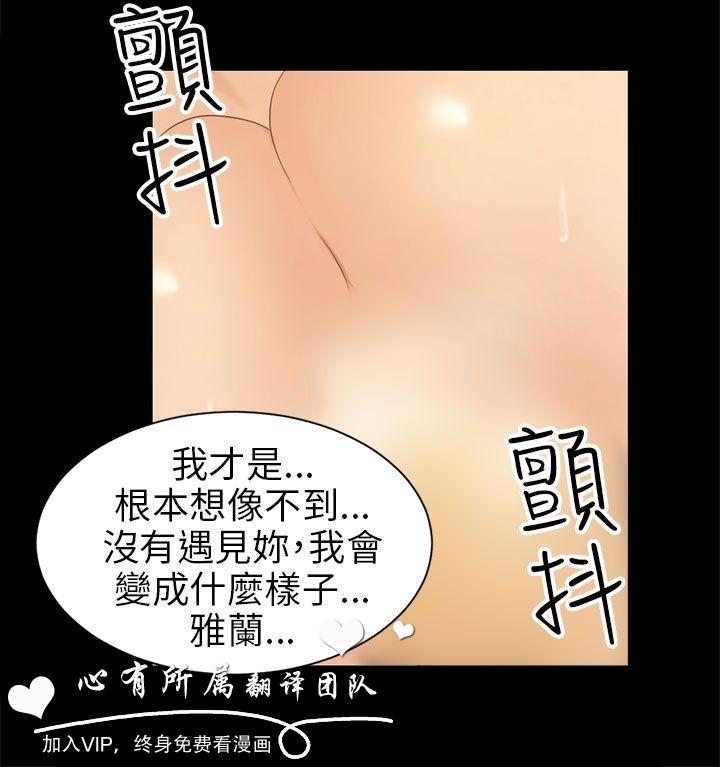 顫抖
我才是...
根本想像不到...
沒有遇見妳，我會
變成什麼樣子...
雅蘭...
顫抖
心有所属翻译团队
加入VIP，终身免费看漫画